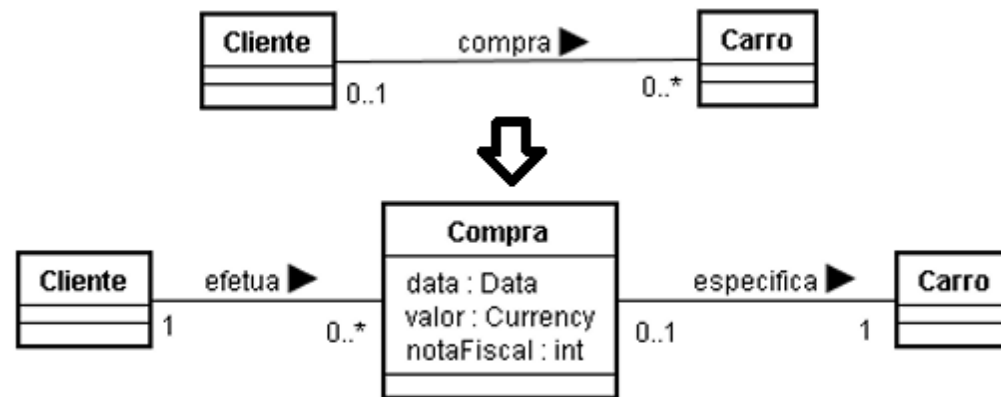 Cliente compra Carro
0..1 0..*
Compra
Cliente efetua especifica Carro
data : Data
valor : Currency
1 0..* 0..1 1
notaFiscal : int